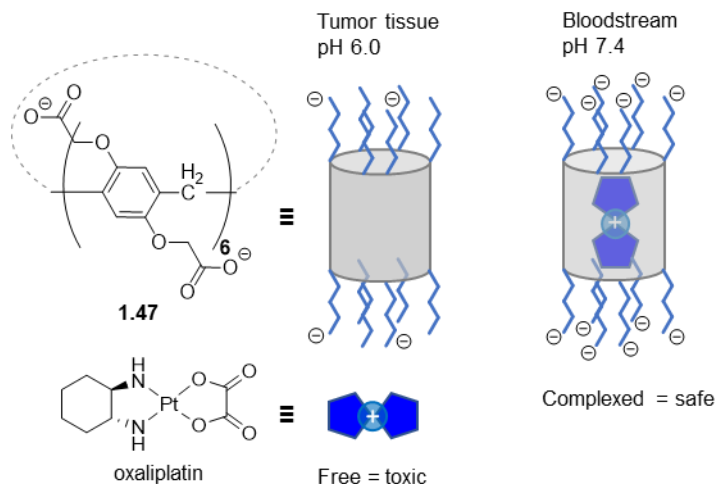 Tumor tissue
pH 6.0
Bloodstream
pH 7.4
O
O
⊖
O
H2
C
O
6
O
O
⊖
≡
1.47
⊖
⊖
⊖
⊖
+
⊖
⊖
⊖
⊖
⊖
⊖
⊖
⊖
⊖
⊖
⊖
⊖
Complexed = safe
H
N
Pt
N
H
O
O
O
O
≡
+
oxaliplatin
Free = toxic